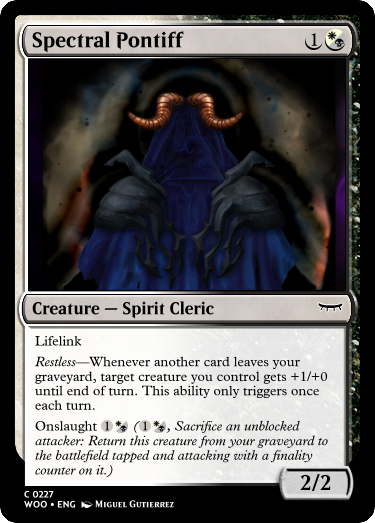 Spectral Pontiff 1
Creature — Spirit Cleric
Lifelink
Restless—Whenever another card leaves your
graveyard, target creature you control gets +1/+0
until end of turn. This ability only triggers once
each turn.
Onslaught 1 (1, Sacrifice an unblocked
attacker: Return this creature from your graveyard to
the battlefield tapped and attacking with a finality
counter on it.)
2/2
C 0227
WOO • ENG Miguel Gutierrez